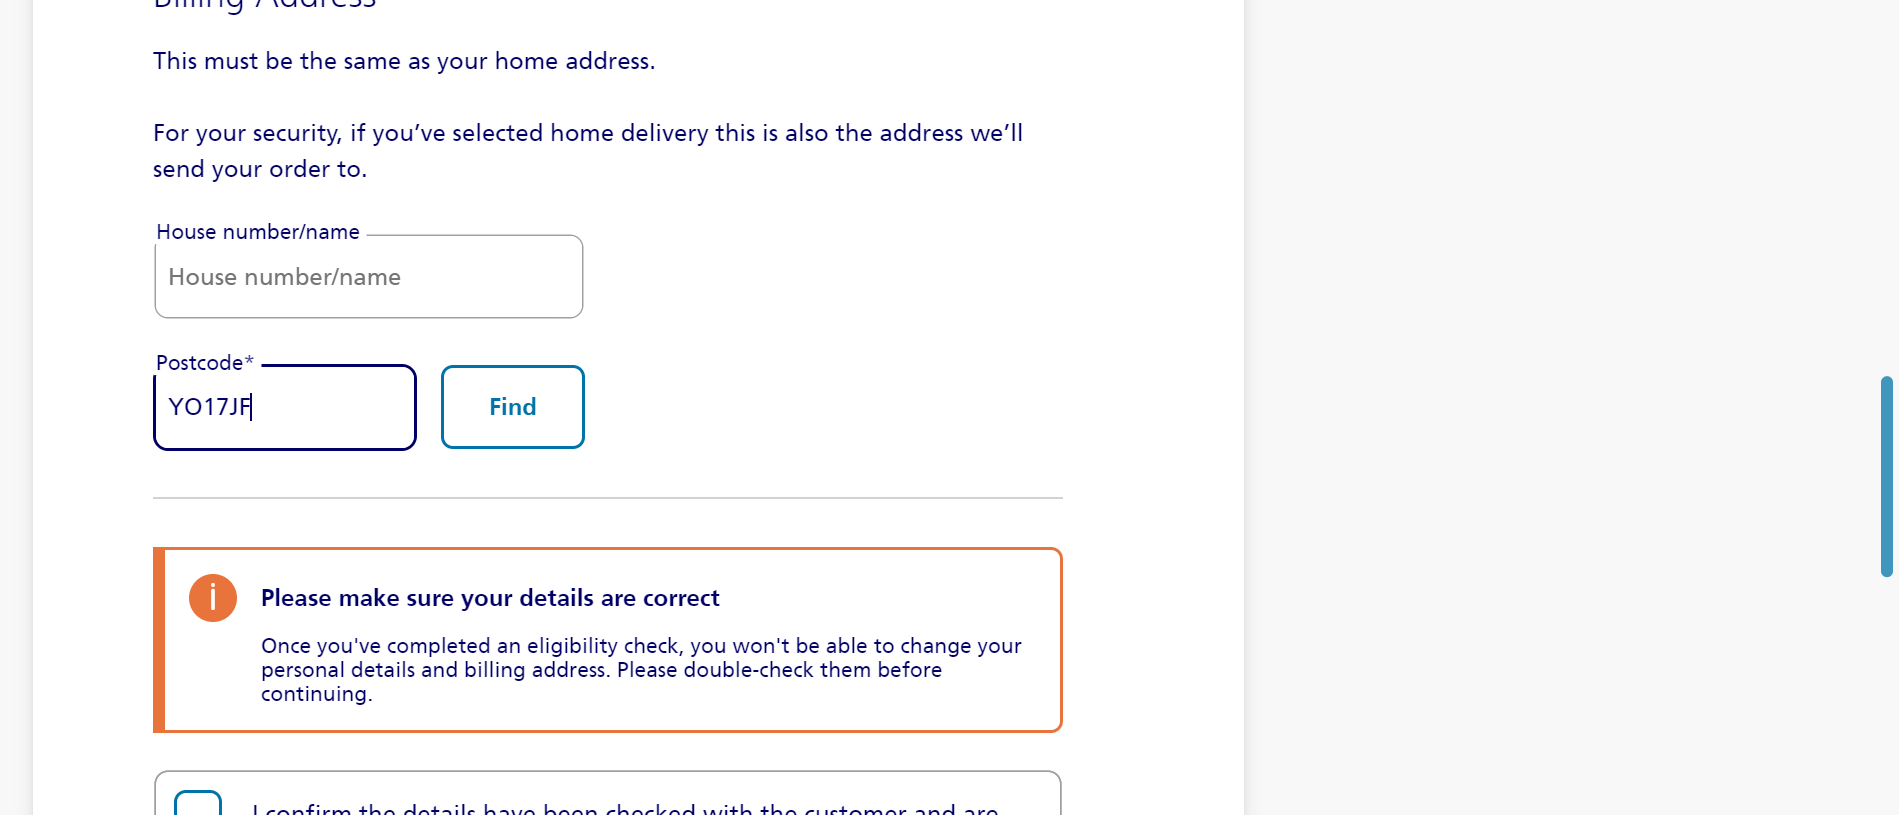 Billing Address
This must be the same as your home address.
For your security, if you’ve selected home delivery this is also the address we’ll
send your order to.
House number/name
House number/name
Postcode*
YO17JF
Find
i
Please make sure your details are correct
Once you've completed an eligibility check, you won't be able to change your
personal details and billing address. Please double-check them before
continuing.
I confirm the details have been checked with the customer and are